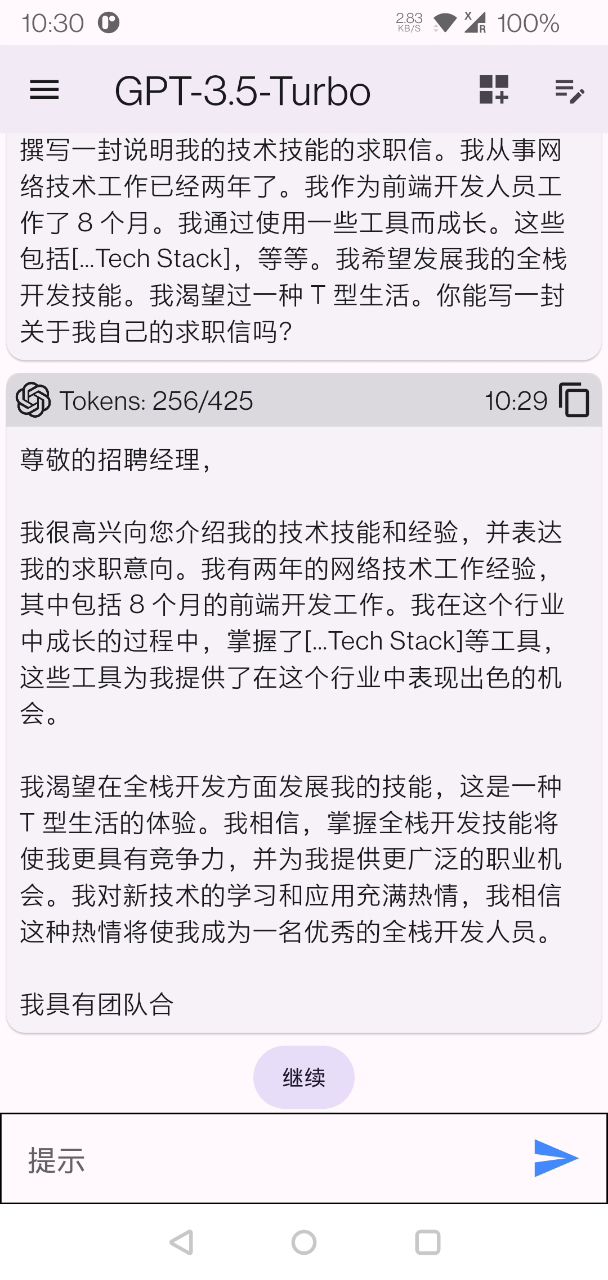 10:30
2.83
KB/S
X
R
100%
GPT-3.5-Turbo
撰写一封说明我的技术技能的求职信。我从事网
络技术工作已经两年了。我作为前端开发人员工
作了 8 个月。我通过使用一些工具而成长。这些
包括[...Tech Stack]，等等。我希望发展我的全栈
开发技能。我渴望过一种 T 型生活。你能写一封
关于我自己的求职信吗?
Tokens: 256/425
10:29
尊敬的招聘经理，
我很高兴向您介绍我的技术技能和经验，并表达
我的求职意向。我有两年的网络技术工作经验，
其中包括 8 个月的前端开发工作。我在这个行业
中成长的过程中，掌握了[...Tech Stack]等工具，
这些工具为我提供了在这个行业中表现出色的机
会。
我渴望在全栈开发方面发展我的技能，这是一种
T 型生活的体验。我相信，掌握全栈开发技能将
使我更具有竞争力，并为我提供更广泛的职业机
会。我对新技术的学习和应用充满热情，我相信
这种热情将使我成为一名优秀的全栈开发人员。
我具有团队合
继续
提示